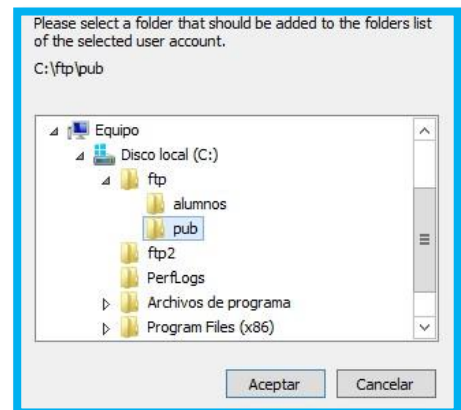 Please select a folder that should be added to the folders list
of the selected user account.
C:\ftp\pub
Equipo
Disco local (C:)
ftp
alumnos
pub
ftp2
PerfLogs
Archivos de programa
Program Files (x86)
Aceptar Cancelar